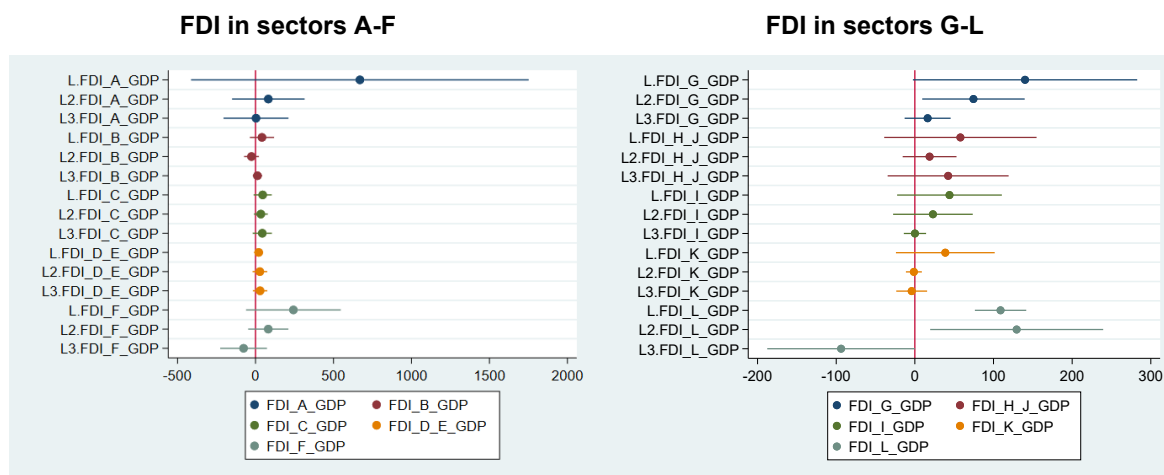 FDI in sectors A-F
L.FDI_A_GDP
L2.FDI_A_GDP
L3.FDI_A_GDP
L.FDI_B_GDP
L2.FDI_B_GDP
L3.FDI_B_GDP
L.FDI_C_GDP
L2.FDI_C_GDP
L3.FDI_C_GDP
L.FDI_D_E_GDP
L2.FDI_D_E_GDP
L3.FDI_D_E_GDP
L.FDI_F_GDP
L2.FDI_F_GDP
L3.FDI_F_GDP
-500 0 500 1000 1500 2000
FDI_A_GDP FDI_B_GDP
FDI_C_GDP FDI_D_E_GDP
FDI_F_GDP
FDI in sectors G-L
L.FDI_G_GDP
L2.FDI_G_GDP
L3.FDI_G_GDP
L.FDI_H_J_GDP
L2.FDI_H_J_GDP
L3.FDI_H_J_GDP
L.FDI_I_GDP
L2.FDI_I_GDP
L3.FDI_I_GDP
L.FDI_K_GDP
L2.FDI_K_GDP
L3.FDI_K_GDP
L.FDI_L_GDP
L2.FDI_L_GDP
L3.FDI_L_GDP
-200 -100 0 100 200 300
FDI_G_GDP FDI_H_J_GDP
FDI_I_GDP FDI_K_GDP
FDI_L_GDP